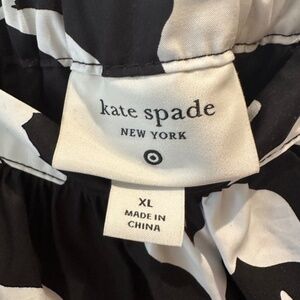 kate spade
NEW YORK
XL
MADE IN
CHINA